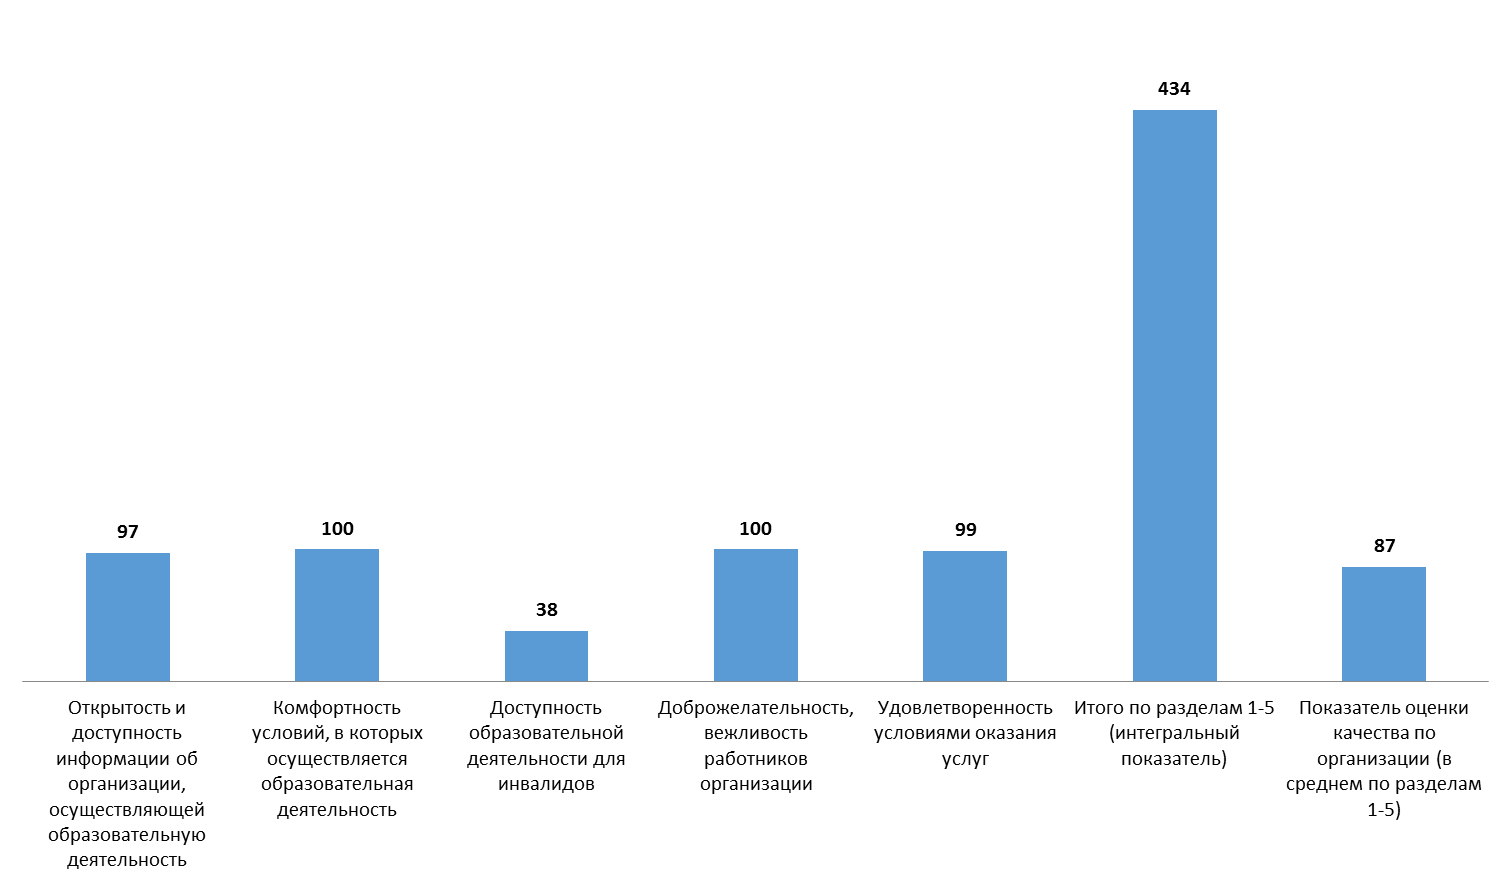 434
97
100
38
100
99
87
Открытость и
доступность
информации об
организации,
осуществляющей
образовательную
деятельность
Комфортность
условий, в которых
осуществляется
образовательная
деятельность
Доступность
образовательной
деятельности для
инвалидов
Доброжелательность,
вежливость
работников
организации
Удовлетворенность
условиями оказания
услуг
Итого по разделам 1-5
(интегральный
показатель)
Показатель оценки
качества по
организации (в
среднем по разделам
1-5)